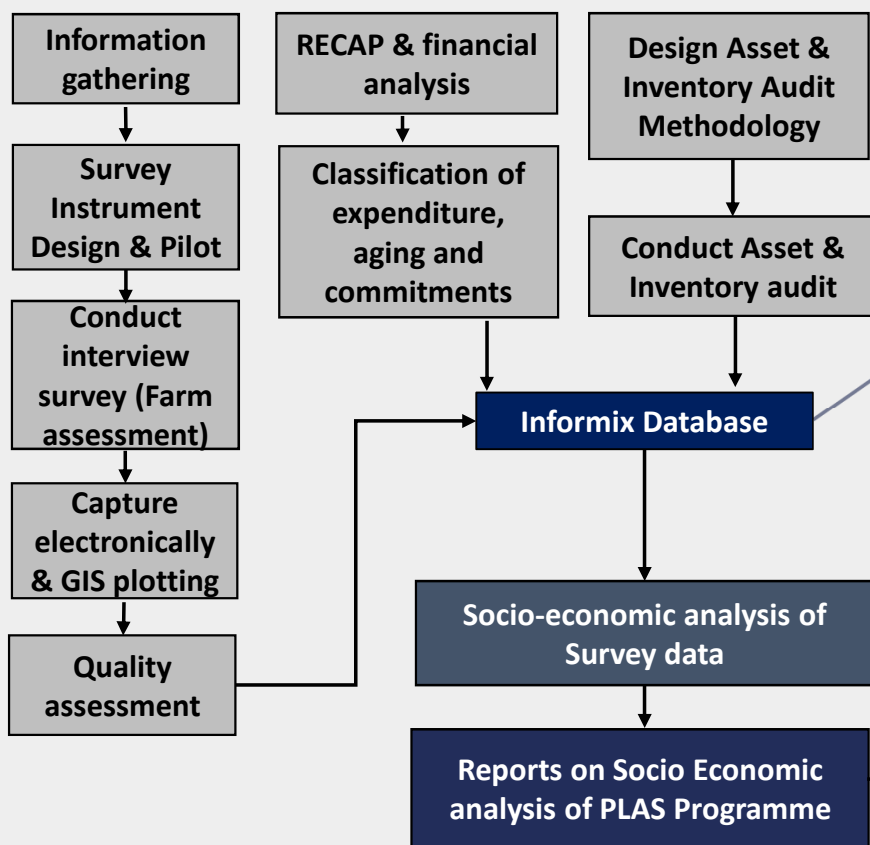 Information
gathering
Survey
Instrument
Design & Pilot
Conduct
interview
survey (Farm
assessment)
Capture
electronically
& GIS plotting
Quality
assessment
RECAP & financial
analysis
Classification of
expenditure,
aging and
commitments
Design Asset &
Inventory Audit
Methodology
Conduct Asset &
Inventory audit
Informix Database
Socio-economic analysis of
Survey data
Reports on Socio Economic
analysis of PLAS Programme